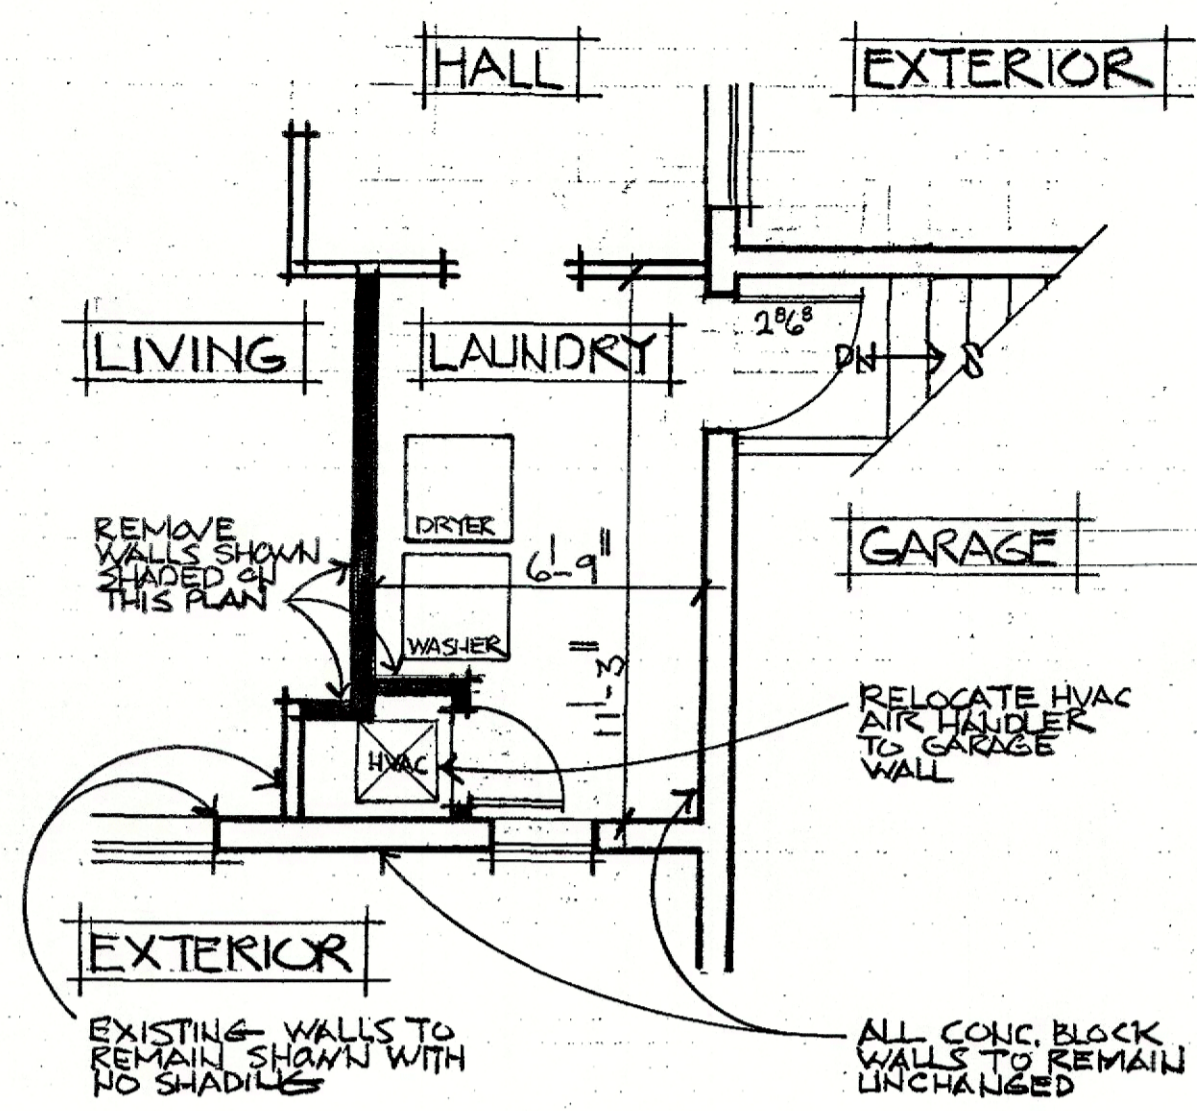 HALL
EXTERIOR
LIVING
LAUNDRY
2⁸6⁸
DN
8
DRYER
GARAGE
REMOVE
WALLS SHOWN
SHADED ON
THIS PLAN
6'-9"
WASHER
11'-3"
HVAC
RELOCATE HVAC
AIR HANDLER
TO GARAGE
WALL
EXTERIOR
EXISTING WALLS TO
REMAIN SHOWN WITH
NO SHADING
ALL CONC. BLOCK
WALLS TO REMAIN
UNCHANGED